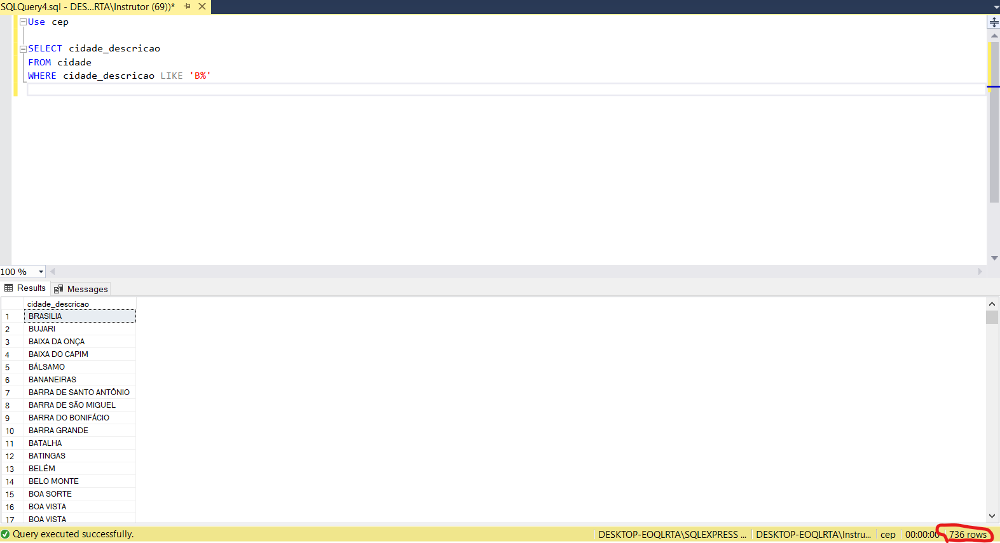 SQLQuery4.sql - DES...RTA\Instrutor (69))*
Use cep
SELECT cidade_descricao
FROM cidade
WHERE cidade_descricao LIKE 'B%'
100 %
Results Messages
cidade_descricao
1 BRASILIA
2 BUJARI
3 BAIXA DA ONÇA
4 BAIXA DO CAPIM
5 BÁLSAMO
6 BANANEIRAS
7 BARRA DE SANTO ANTÔNIO
8 BARRA DE SÃO MIGUEL
9 BARRA DO BONIFÁCIO
10 BARRA GRANDE
11 BATALHA
12 BATINGAS
13 BELÉM
14 BELO MONTE
15 BOA SORTE
16 BOA VISTA
17 BOA VISTA
Query executed successfully. DESKTOP-EOQLRTA\SQLEXPRESS ... DESKTOP-EOQLRTA\Instru... cep 00:00:00 736 rows